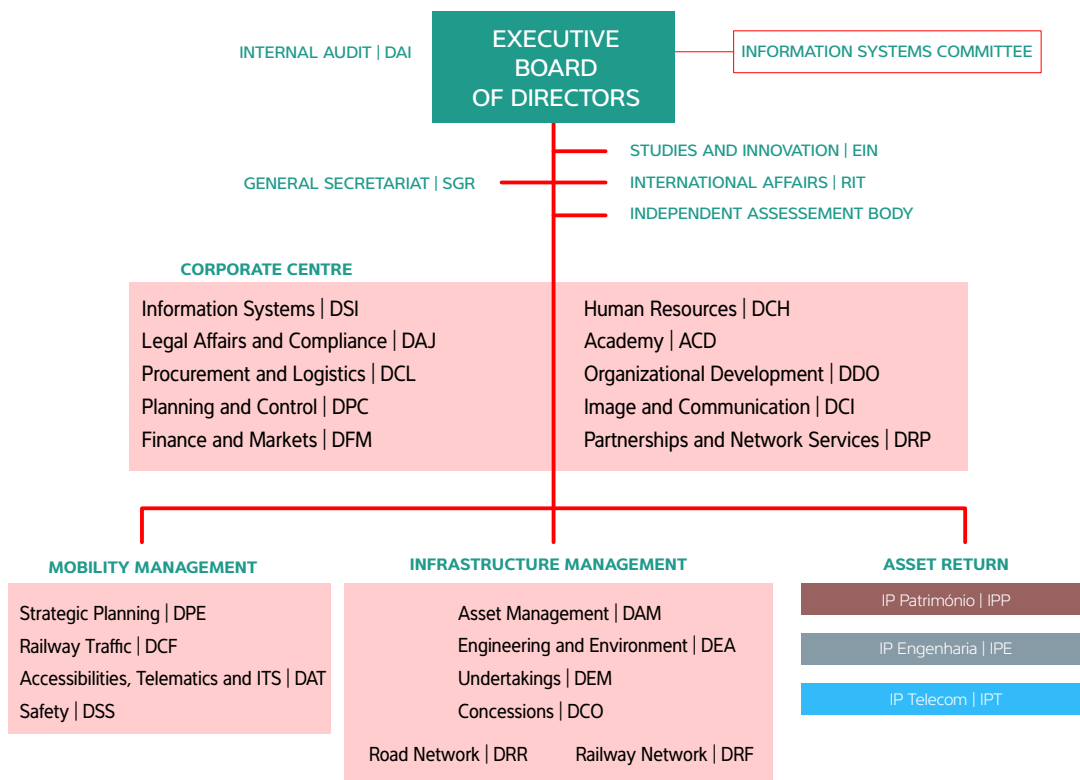 INTERNAL AUDIT | DAI
EXECUTIVE
BOARD
OF DIRECTORS
INFORMATION SYSTEMS COMMITTEE
STUDIES AND INNOVATION | EIN
GENERAL SECRETARIAT | SGR
INTERNATIONAL AFFAIRS | RIT
INDEPENDENT ASSESSEMENT BODY
CORPORATE CENTRE
Information Systems | DSI
Legal Affairs and Compliance | DAJ
Procurement and Logistics | DCL
Planning and Control | DPC
Finance and Markets | DFM
Human Resources | DCH
Academy | ACD
Organizational Development | DDO
Image and Communication | DCI
Partnerships and Network Services | DRP
MOBILITY MANAGEMENT
Strategic Planning | DPE
Railway Traffic | DCF
Accessibilities, Telematics and ITS | DAT
Safety | DSS
INFRASTRUCTURE MANAGEMENT
Asset Management | DAM
Engineering and Environment | DEA
Undertakings | DEM
Concessions | DCO
Road Network | DRR
Railway Network | DRF
ASSET RETURN
IP Património | IPP
IP Engenharia | IPE
IP Telecom | IPT